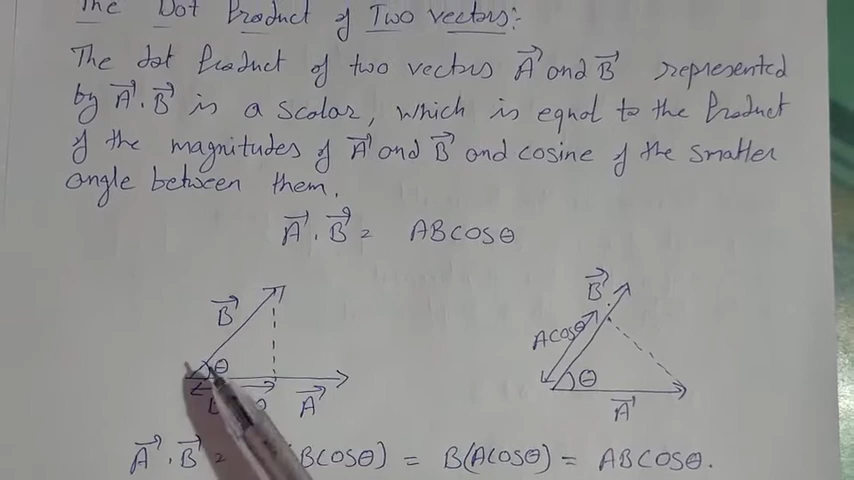 The Dot Product of Two vectors:-
The dot Product of two vectors A⃗ and B⃗ represented
by A⃗ . B⃗ is a scalar, which is equal to the Product
of the magnitudes of A⃗ and B⃗ and cosine of the smaller
angle between them.
A⃗ . B⃗ = ABCOSθ
B⃗
θ
A⃗
B⃗
ACOSθ
θ
A⃗
A⃗ . B⃗ = (BCOSθ) = B(ACOSθ) = ABCOSθ.